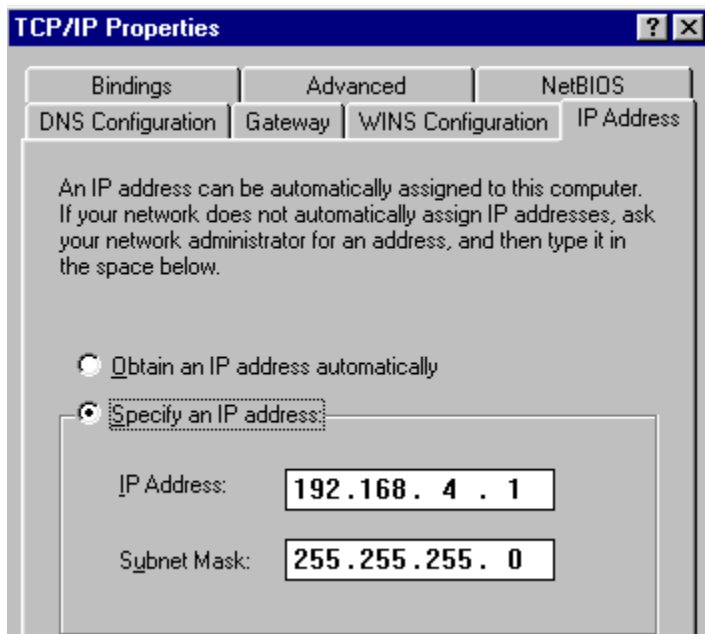 TCP/IP Properties
Bindings
Advanced
NetBIOS
DNS Configuration
Gateway
WINS Configuration
IP Address
An IP address can be automatically assigned to this computer.
If your network does not automatically assign IP addresses, ask
your network administrator for an address, and then type it in
the space below.
Obtain an IP address automatically
Specify an IP address:
IP Address: 192.168. 4 . 1
Subnet Mask: 255.255.255. 0